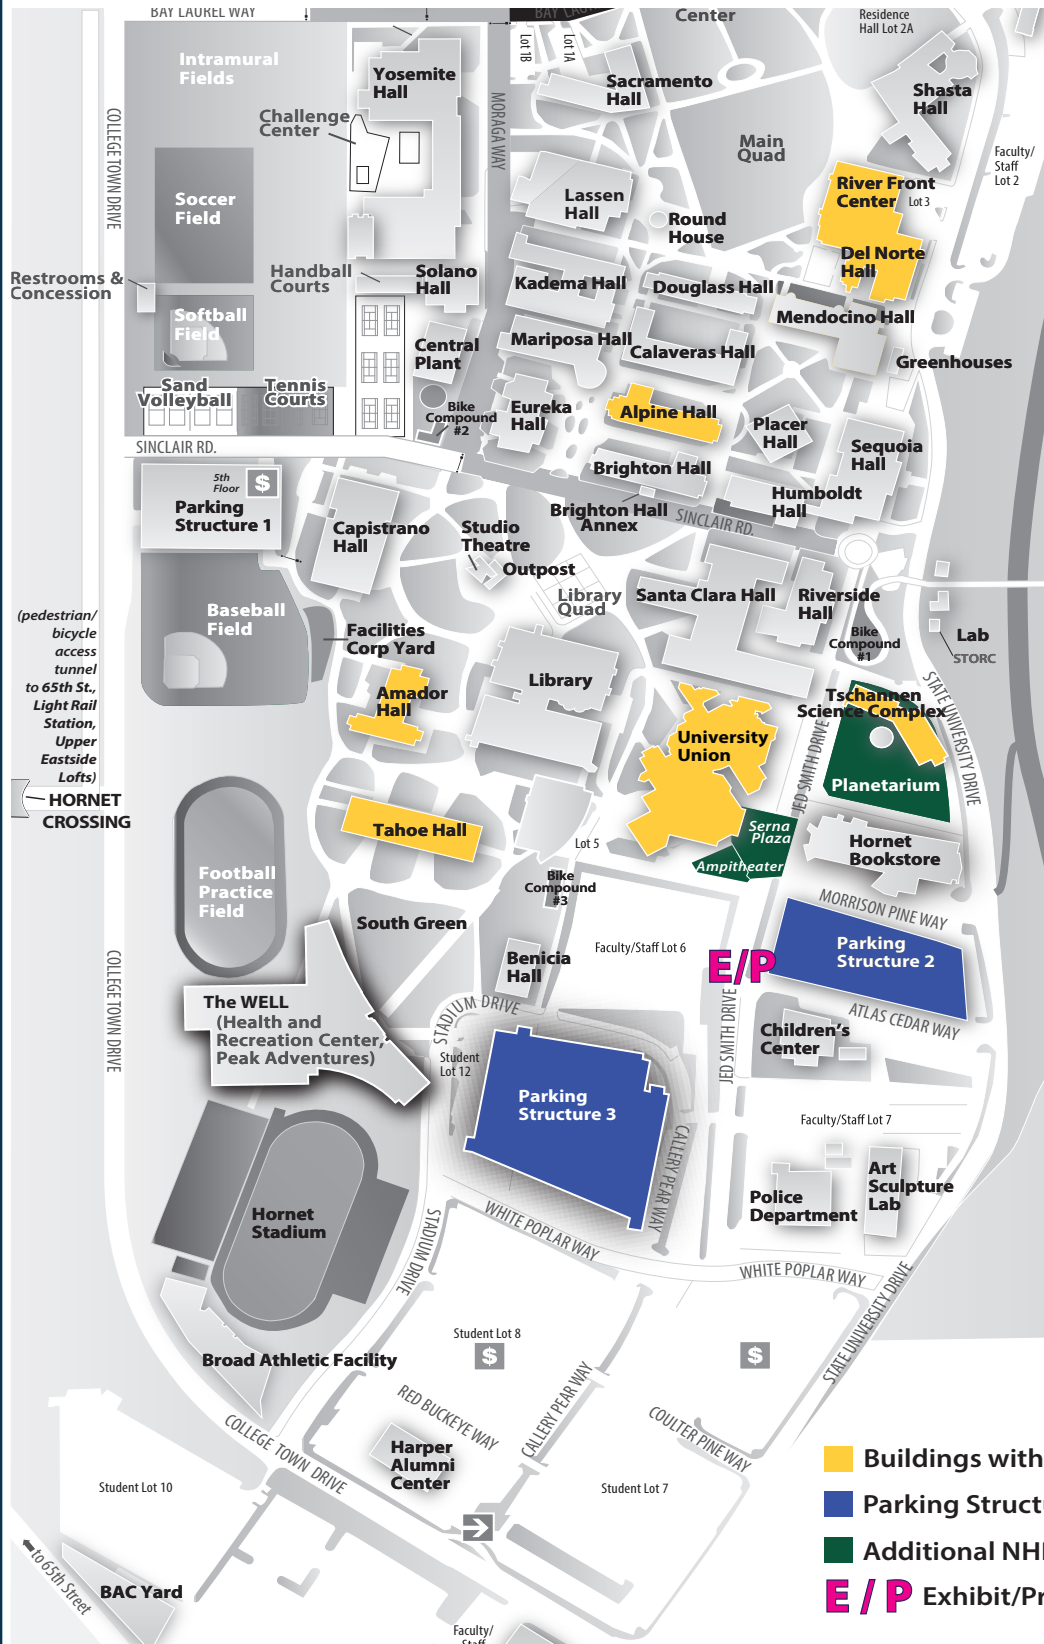 BAY LAUREL WAY
BAY LAUREL
Center
Residence
Hall Lot 2A
Intramural
Fields
Yosemite
Hall
Lot 1B
Lot 1A
Sacramento
Hall
Shasta
Hall
COLLEGE TOWN DRIVE
Challenge
Center
MORAGA WAY
Main
Quad
Faculty/
Staff
Lot 2
Soccer
Field
Lassen
Hall
River Front
Center
Lot 3
Round
House
Del Norte
Hall
Restrooms &
Concession
Handball
Courts
Solano
Hall
Kadema Hall
Douglass Hall
Softball
Field
Mendocino Hall
Central
Plant
Mariposa Hall
Calaveras Hall
Greenhouses
Sand
Volleyball
Tennis
Courts
Bike
Compound
#2
Eureka
Hall
Alpine Hall
Placer
Hall
SINCLAIR RD.
Sequoia
Hall
5th
Floor
$
Parking
Structure 1
Brighton Hall
Humboldt
Hall
Brighton Hall
Annex
SINCLAIR RD.
Capistrano
Hall
Studio
Theatre
Outpost
Library
Quad
Santa Clara Hall
Riverside
Hall
Baseball
Field
(pedestrian/
bicycle
access
tunnel
to 65th St.,
Light Rail
Station,
Upper
Eastside
Lofts)
HORNET
CROSSING
Facilities
Corp Yard
Bike
Compound
#1
Lab
STORC
Library
Amador
Hall
STATE UNIVERSITY DRIVE
Tschannen
Science Complex
University
Union
JED SMITH DRIVE
Planetarium
Tahoe Hall
Serna
Plaza
Lot 5
Hornet
Bookstore
Ampitheater
Football
Practice
Field
Bike
Compound
#3
MORRISON PINE WAY
South Green
Faculty/Staff Lot 6
Parking
Structure 2
E/P
Benicia
Hall
COLLEGE TOWN DRIVE
The WELL
(Health and
Recreation Center,
Peak Adventures)
STADIUM DRIVE
JED SMITH DRIVE
ATLAS CEDAR WAY
Children's
Center
Student
Lot 12
Parking
Structure 3
Faculty/Staff Lot 7
CALLERY PEAR WAY
Art
Sculpture
Lab
Police
Department
Hornet
Stadium
STADIUM DRIVE
WHITE POPLAR WAY
WHITE POPLAR WAY
STATE UNIVERSITY DRIVE
Student Lot 8
$
$
Broad Athletic Facility
RED BUCKEYE WAY
CALLERY PEAR WAY
COULTER PINE WAY
COLLEGE TOWN DRIVE
Harper
Alumni
Center
Student Lot 10
Student Lot 7
to 65th Street
BAC Yard
Faculty/
Staff
Buildings with
Parking Struct
Additional NH
E / P Exhibit/Pr